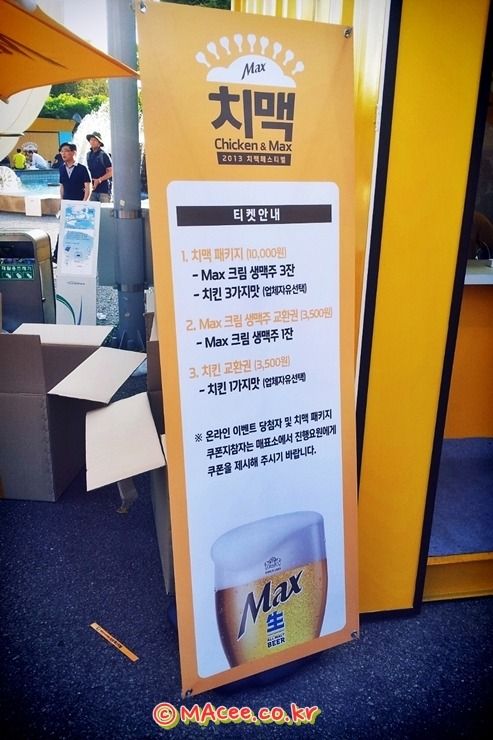 Max
치맥
Chicken & Max
2013 치맥페스티벌
티켓안내
1. 치맥 패키지 (10,000원)
- Max 크림 생맥주 3잔
- 치킨 3가지맛 (업체자유선택)
2. Max 크림 생맥주 교환권 (3,500원)
- Max 크림 생맥주 1잔
3. 치킨 교환권 (3,500원)
- 치킨 1가지맛 (업체자유선택)
※ 온라인 이벤트 당첨자 및 치맥 패키지
쿠폰지참자는 매표소에서 진행요원에게
쿠폰을 제시해 주시기 바랍니다.
Max
生
ALL MALT
BEER
© MAcee.co.kr